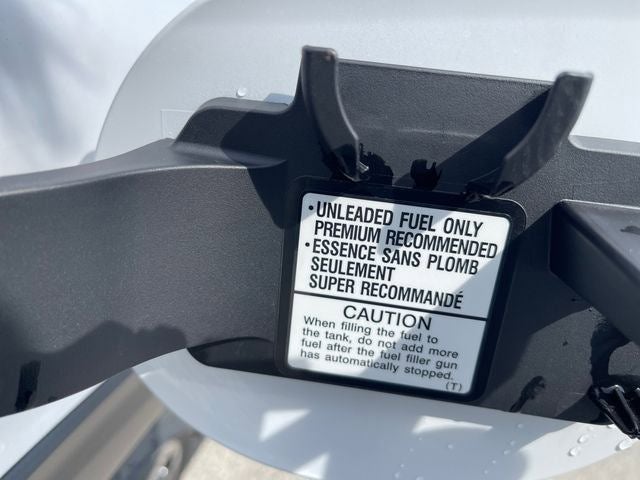 • UNLEADED FUEL ONLY
PREMIUM RECOMMENDED
• ESSENCE SANS PLOMB
SEULEMENT
SUPER RECOMMANDÉ
CAUTION
When filling the fuel to
the tank, do not add more
fuel after the fuel filler gun
has automatically stopped.
(T)